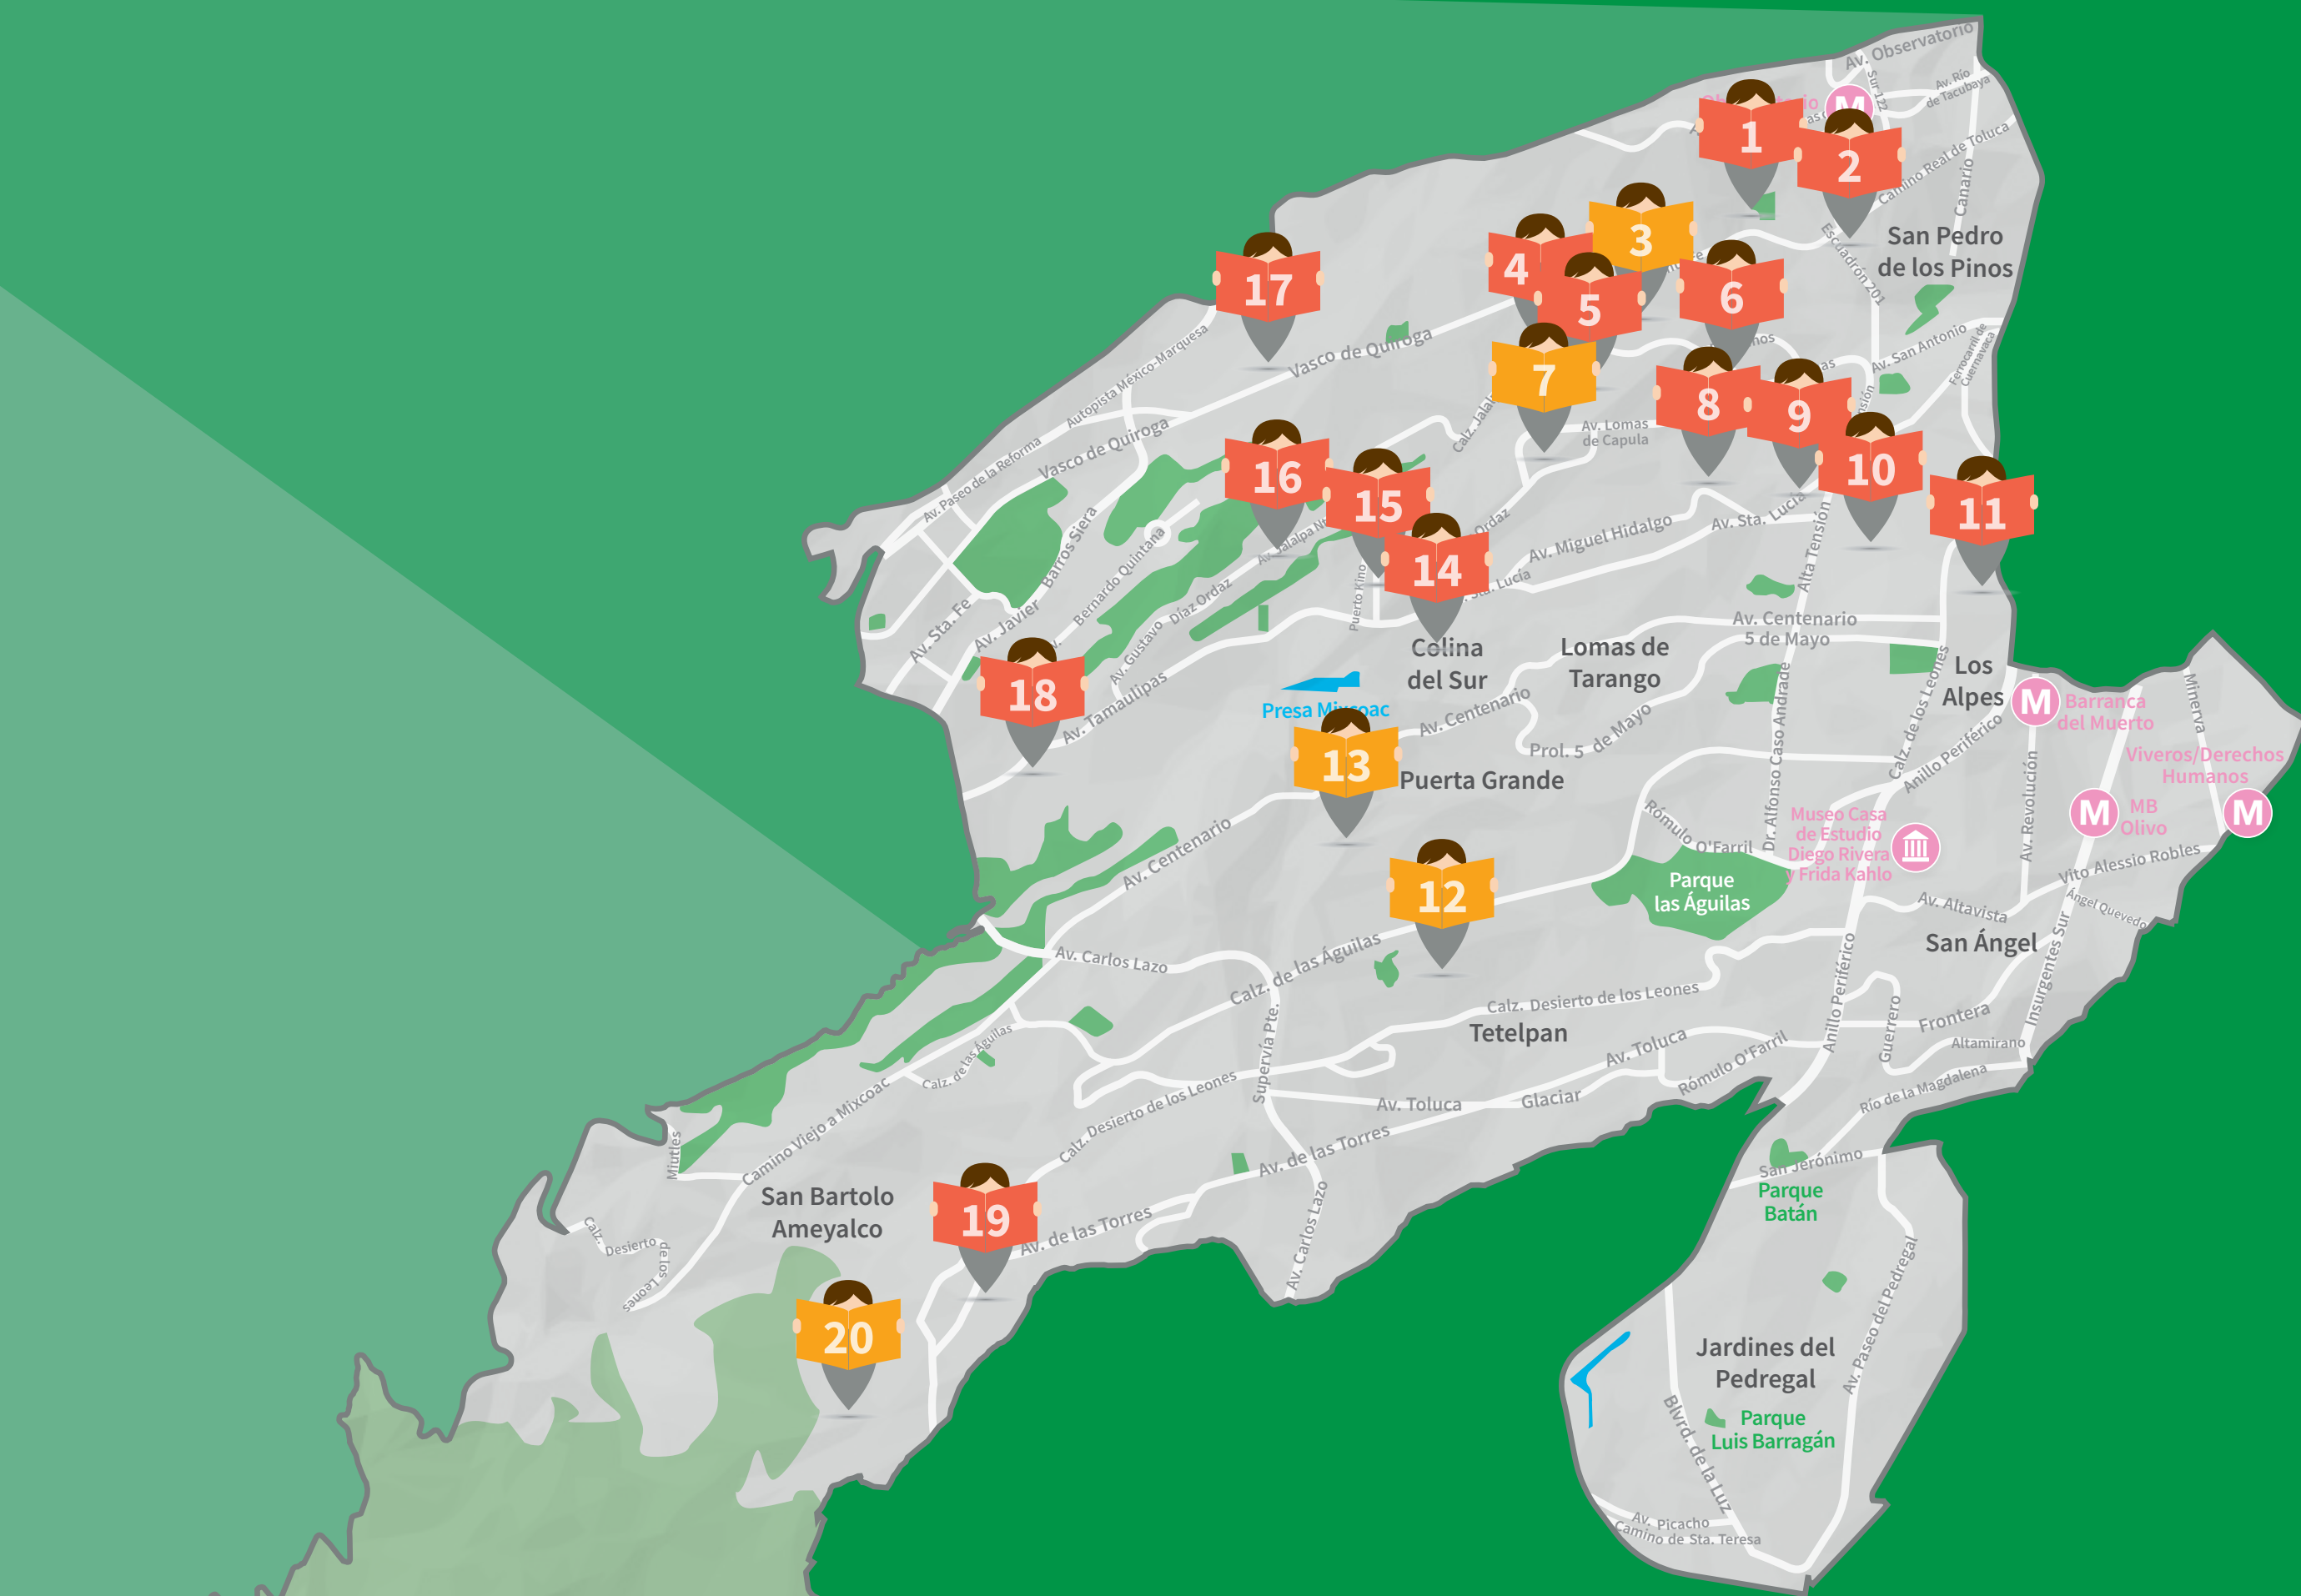 Av. Observatorio
Sur 122
Av. Río
de Tacubaya
M
1
2
Camino Real de Toluca
Canario
San Pedro
de los Pinos
Escuadrón 201
3
4
5
6
7
17
Vasco de Quiroga
Autopista México-Marquesa
Av. San Antonio
Ferrocarril de
Cuernavaca
8
9
10
11
Av. Lomas
de Capula
Av. Paseo de la Reforma
Vasco de Quiroga
16
15
14
Av. Miguel Hidalgo
Av. Sta. Lucía
Alta Tensión
Barros Siera
Av. Javier
Bernardo Quintana
Av. Sta. Fe
Av. Gustavo
Díaz Ordaz
Ordaz
Puerto Kino
Av. Centenario
5 de Mayo
18
Av. Tamaulipas
Colina
del Sur
Lomas de
Tarango
Los
Alpes
Presa Mixcoac
13
Av. Centenario
Prol. 5 de Mayo
Puerta Grande
Dr. Alfonso Caso Andrade
Calz. de los Leones
Anillo Periférico
M
Barranca
del Muerto
Minerva
Viveros/Derechos
Humanos
M
M
MB
Olivo
Av. Revolución
Museo Casa
de Estudio
Diego Rivera
y Frida Kahlo
Rómulo O'Farril
Parque
las Águilas
12
Av. Centenario
Vito Alessio Robles
Ángel Quevedo
Av. Altavista
San Ángel
Av. Carlos Lazo
Calz. de las Águilas
Calz. Desierto de los Leones
Tetelpan
Anillo Periférico
Insurgentes Sur
Guerrero
Frontera
Altamirano
Av. Toluca
Rómulo O'Farril
Río de la Magdalena
Supervía Pte.
Calz. de las Águilas
Camino Viejo a Mixcoac
Calz. Desierto de los Leones
Av. Toluca
Glaciar
Av. de las Torres
Miutles
San Jerónimo
Parque
Batán
San Bartolo
Ameyalco
19
Av. de las Torres
Av. Carlos Lazo
Calz.
Desierto
de los
Leones
20
Av. Paseo del Pedregal
Jardines del
Pedregal
Parque
Luis Barragán
Blvrd. de la Luz
Av. Picacho
Camino de Sta. Teresa